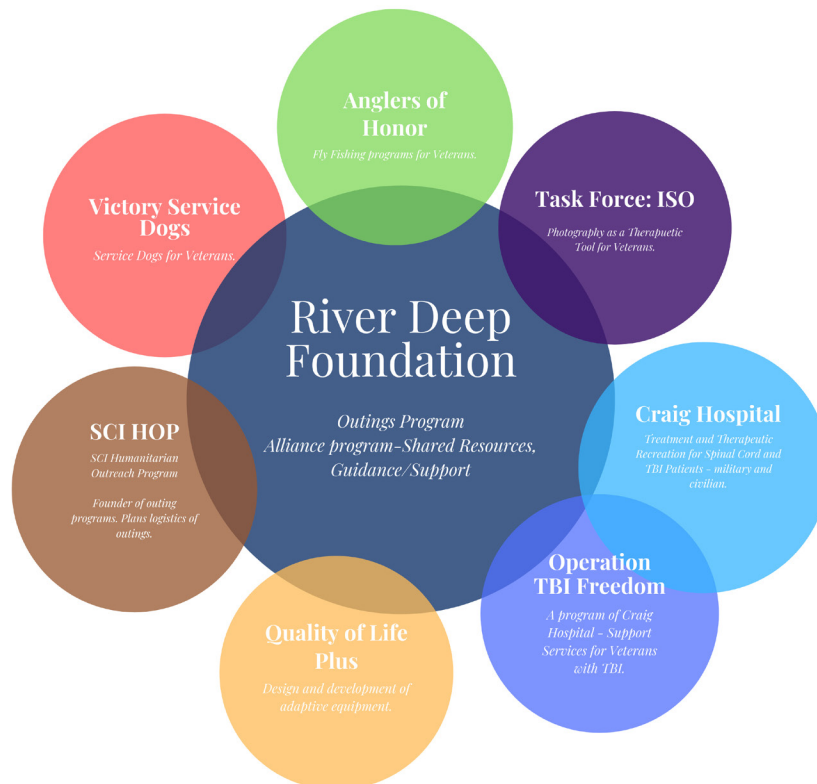 Anglers of
Honor
Fly Fishing programs for Veterans.
Victory Service
Dogs
Service Dogs for Veterans.
Task Force: ISO
Photography as a Therapuetic
Tool for Veterans.
River Deep
Foundation
Outings Program
Alliance program-Shared Resources,
Guidance/Support
SCI HOP
SCI Humanitarian
Outreach Program
Founder of outing
programs. Plans logistics of
outings.
Craig Hospital
Treatment and Therapeutic
Recreation for Spinal Cord and
TBI Patients - military and
civilian.
Operation
TBI Freedom
A program of Craig
Hospital - Support
Services for Veterans
with TBI.
Quality of Life
Plus
Design and development of
adaptive equipment.